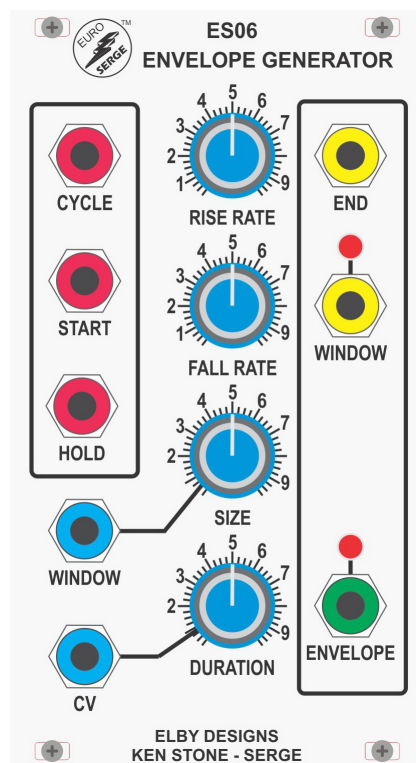 EURO
SERGE
TM
ES06
ENVELOPE GENERATOR
1 2 3 4 5 6 7 9
RISE RATE
CYCLE
END
1 2 3 4 5 6 7 9
FALL RATE
START
WINDOW
2 3 4 5 6 7 9
SIZE
HOLD
WINDOW
2 3 4 5 6 7 9
DURATION
ENVELOPE
CV
ELBY DESIGNS
KEN STONE - SERGE